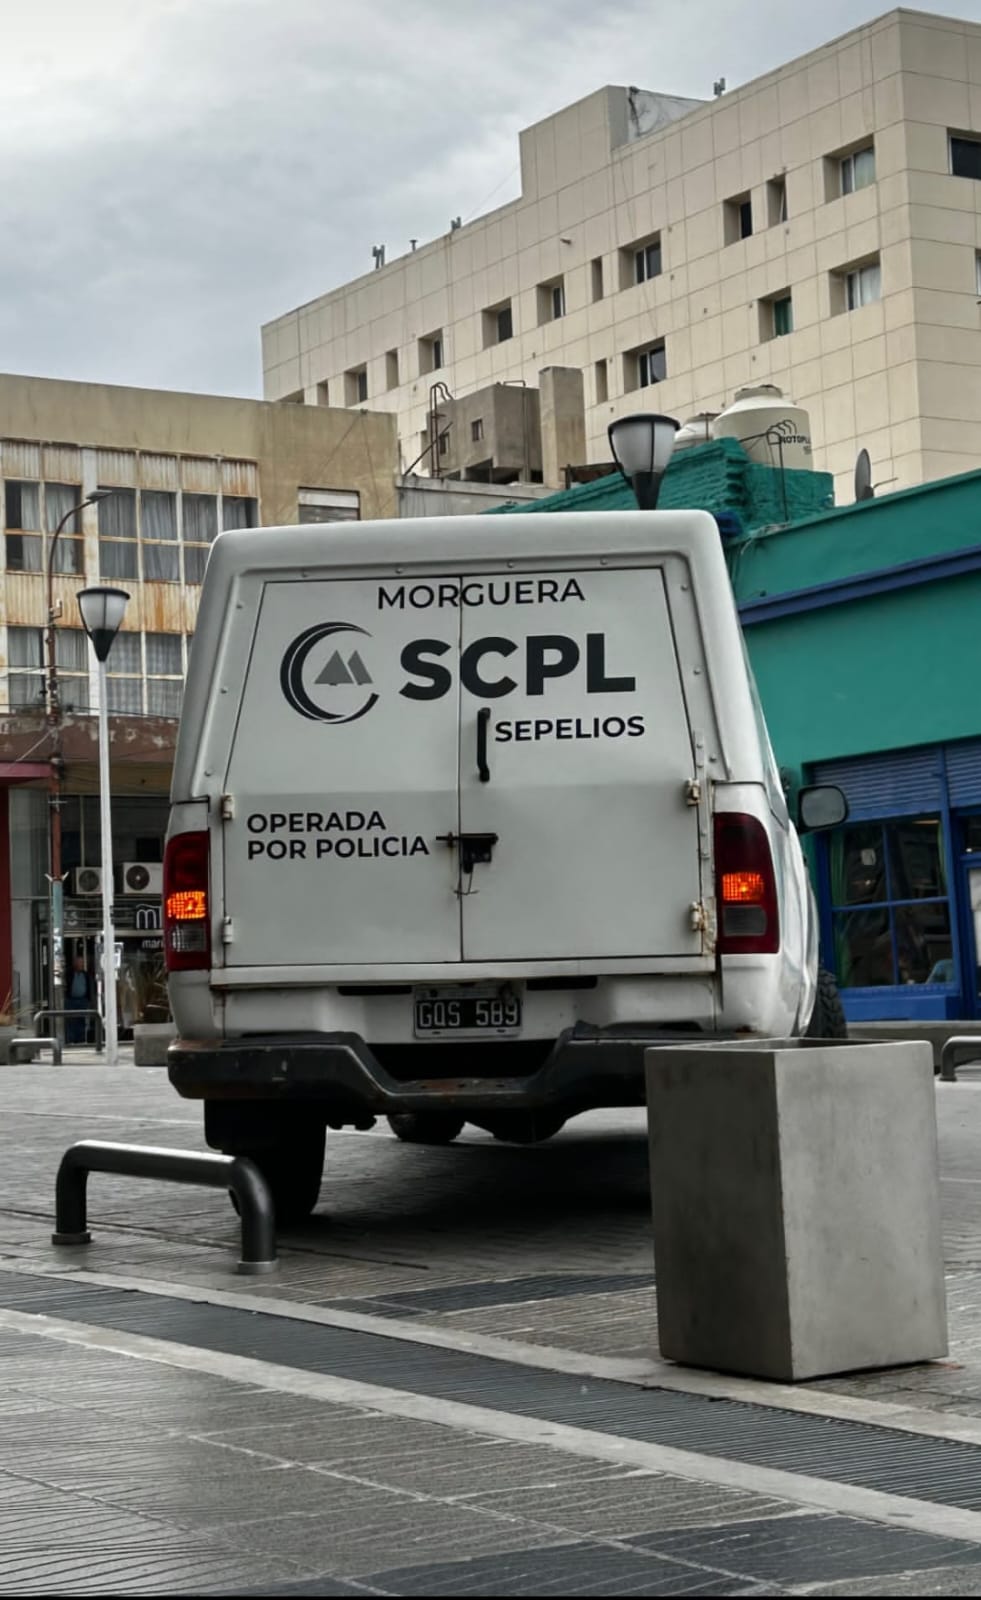 MORGUERA
SCPL
SEPELIOS
OPERADA
POR POLICIA
GQS 589